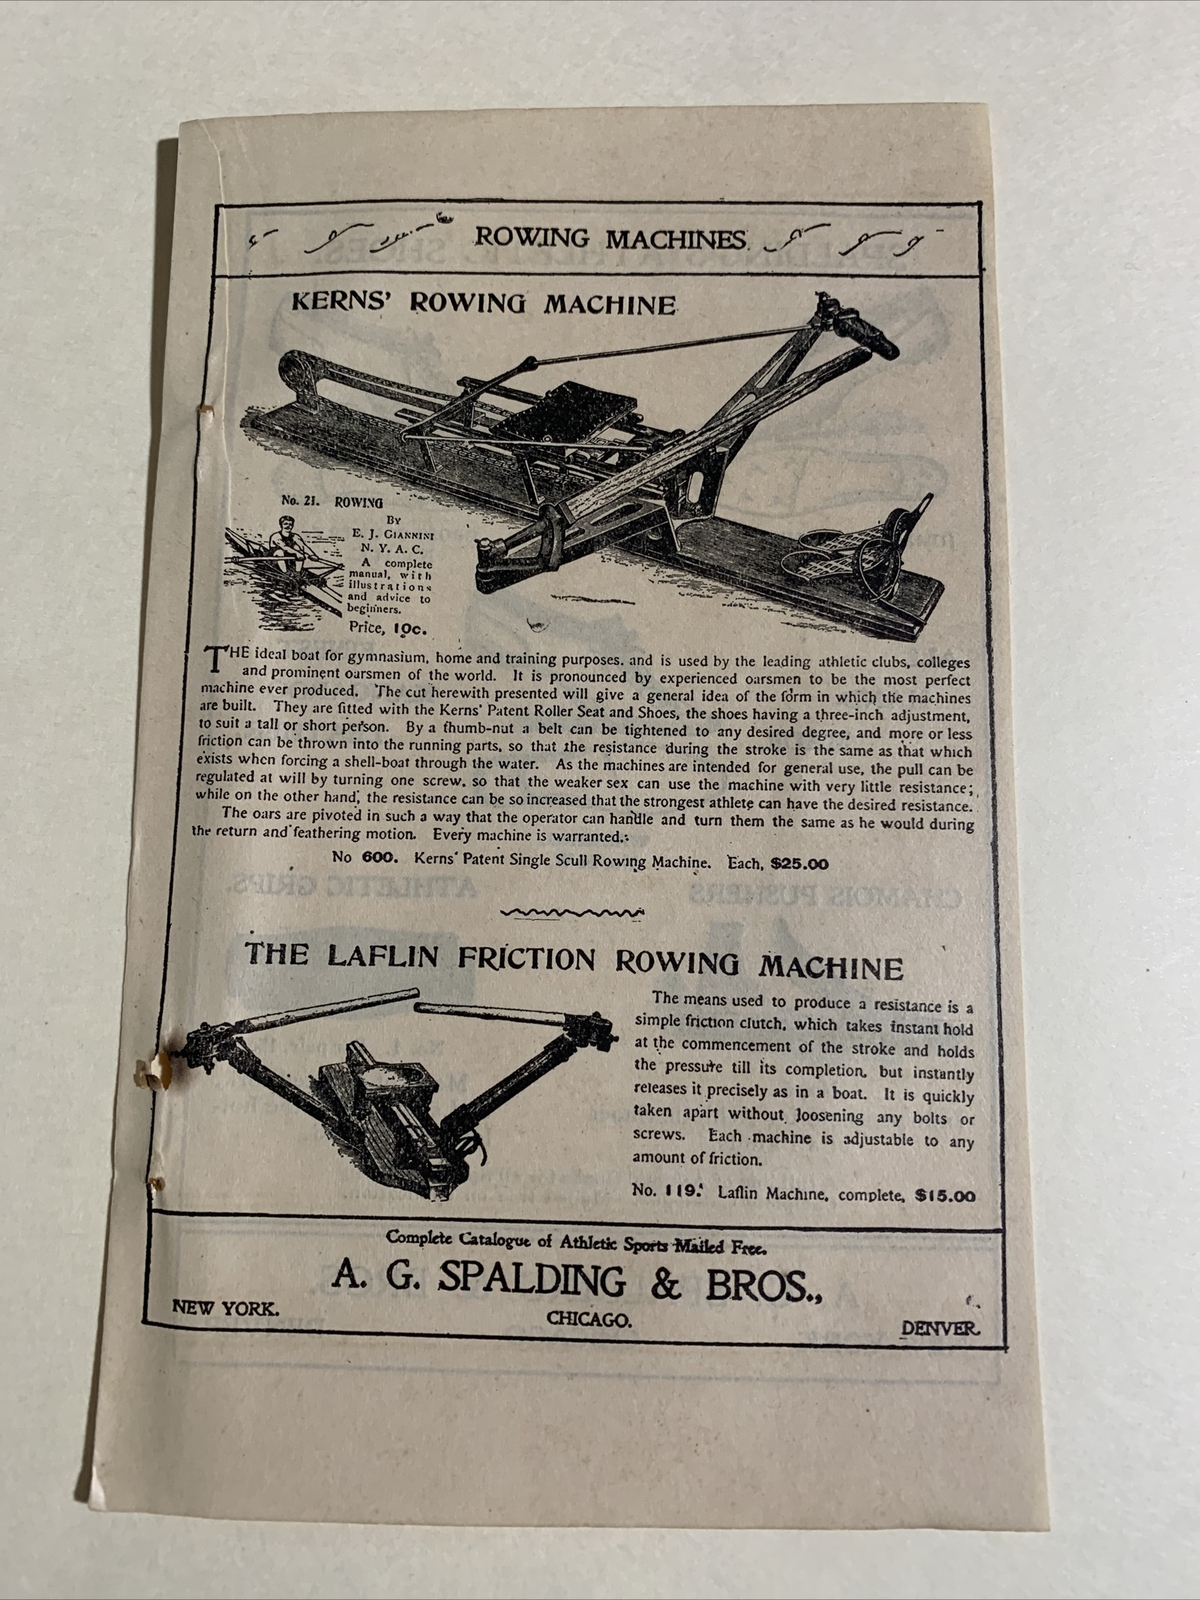 ROWING MACHINES
KERNS' ROWING MACHINE
No. 21. ROWING
BY
E. J. GIANNINI
N. Y. A. C.
A complete
manual, with
illustrations
and advice to
beginners.
Price, 10c.
THE ideal boat for gymnasium, home and training purposes, and is used by the leading athletic clubs, colleges
and prominent oarsmen of the world. It is pronounced by experienced oarsmen to be the most perfect
machine ever produced. The cut herewith presented will give a general idea of the form in which the machines
are built. They are fitted with the Kerns' Patent Roller Seat and Shoes, the shoes having a three-inch adjustment,
to suit a tall or short person. By a thumb-nut a belt can be tightened to any desired degree, and more or less
friction can be thrown into the running parts, so that the resistance during the stroke is the same as that which
exists when forcing a shell-boat through the water. As the machines are intended for general use, the pull can be
regulated at will by turning one screw, so that the weaker sex can use the machine with very little resistance;
while on the other hand, the resistance can be so increased that the strongest athlete can have the desired resistance.
The oars are pivoted in such a way that the operator can handle and turn them the same as he would during
the return and feathering motion. Every machine is warranted.
No 600. Kerns' Patent Single Scull Rowing Machine. Each, $25.00
ATHLETIC GRIPS.
CHAMOIS PUSHERS
THE LAFLIN FRICTION ROWING MACHINE
The means used to produce a resistance is a
simple friction clutch, which takes instant hold
at the commencement of the stroke and holds
the pressure till its completion, but instantly
releases it precisely as in a boat. It is quickly
taken apart without loosening any bolts or
screws. Each machine is adjustable to any
amount of friction.
No. 119. Laflin Machine, complete, $15.00
Complete Catalogue of Athletic Sports Mailed Free.
A. G. SPALDING & BROS.,
NEW YORK. CHICAGO. DENVER.